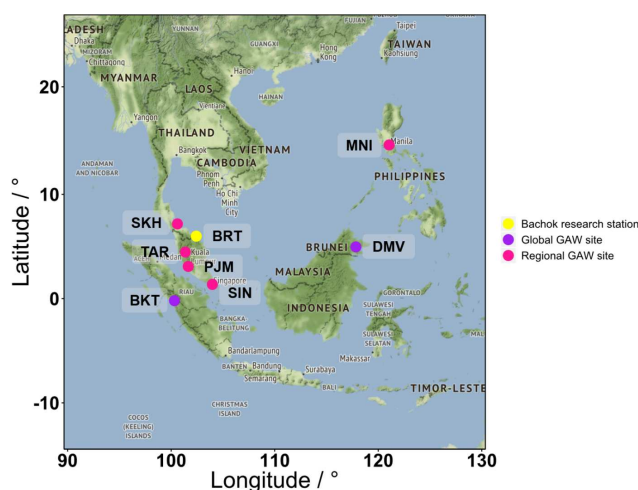 ADESH
YUNNAN
FUJIAN
Taipei
MIZORAM
Chittagong
GUANGXI
TAIWAN
Kaohsiung
Hong
Kong
MYANMAR
Hanoi
LAOS
HAINAN
20
Yangon
Vientiane
THAILAND
MNI
Manila
ANDAMAN
AND NICOBAR
Bangkok
VIETNAM
CAMBODIA
Phnom
Penh
Ho Chi
Minh
City
PHILIPPINES
10
SKH
BRT
Bachok research station
Global GAW site
Regional GAW site
BRUNEI
DMV
TAR
Kuala
PJM
MALAYSIA
Singapore
SIN
GORONTALO
BKT
RIAU
INDONESIA
SULAWESI
TENGAH
0
BANGKA-
BELITUNG
SULAWESI
SELATAN
Bandarlampung
Makassar
BANTEN
Bandung
Semarang
Surabaya
BALI
TIMOR-LESTE
-10
CHRISTMAS
ISLAND
COCOS
(KEELING)
ISLANDS
90
100
110
120
130
Latitude / °
Longitude / °